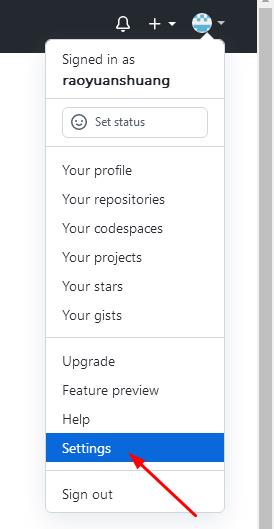 Signed in as
raoyuanshuang
Set status
Your profile
Your repositories
Your codespaces
Your projects
Your stars
Your gists
Upgrade
Feature preview
Help
Settings
Sign out